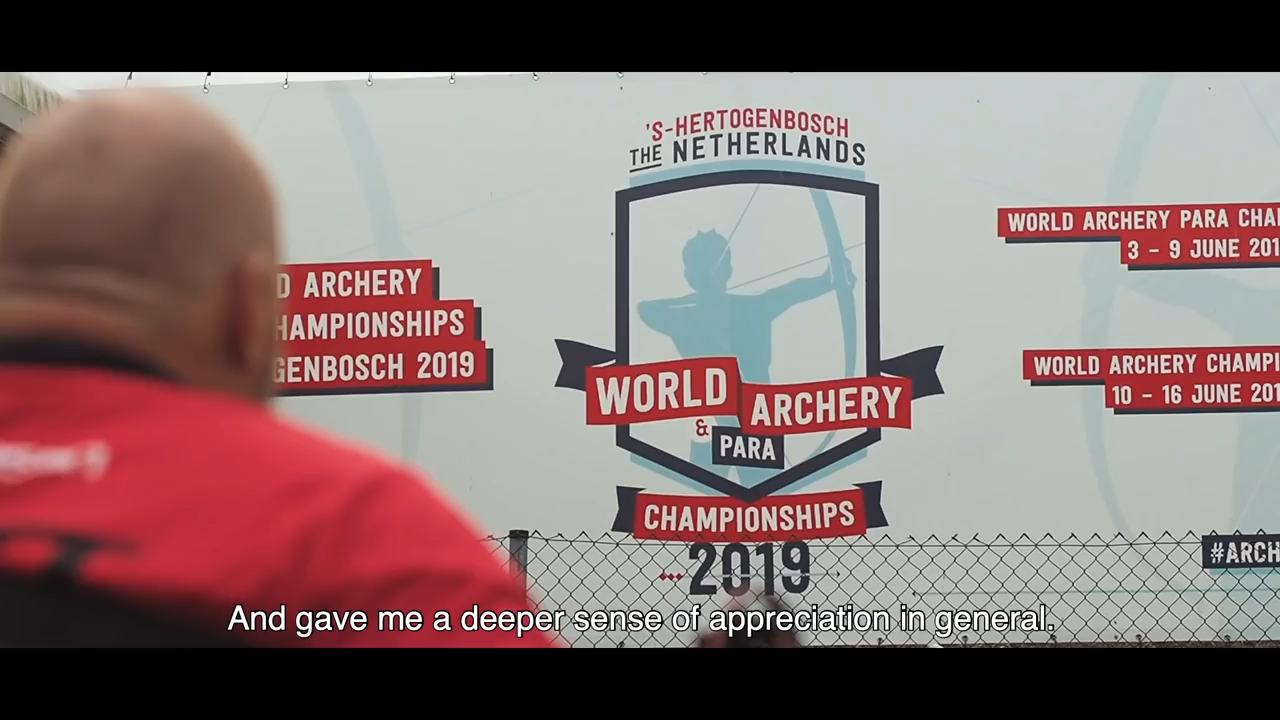 'S-HERTOGENBOSCH
THE NETHERLANDS
WORLD ARCHERY
& PARA
CHAMPIONSHIPS
2019
D ARCHERY
HAMPIONSHIPS
GENBOSCH 2019
WORLD ARCHERY PARA CHA
3 – 9 JUNE 201
WORLD ARCHERY CHAMPI
10 – 16 JUNE 201
#ARCH
And gave me a deeper sense of appreciation in general.